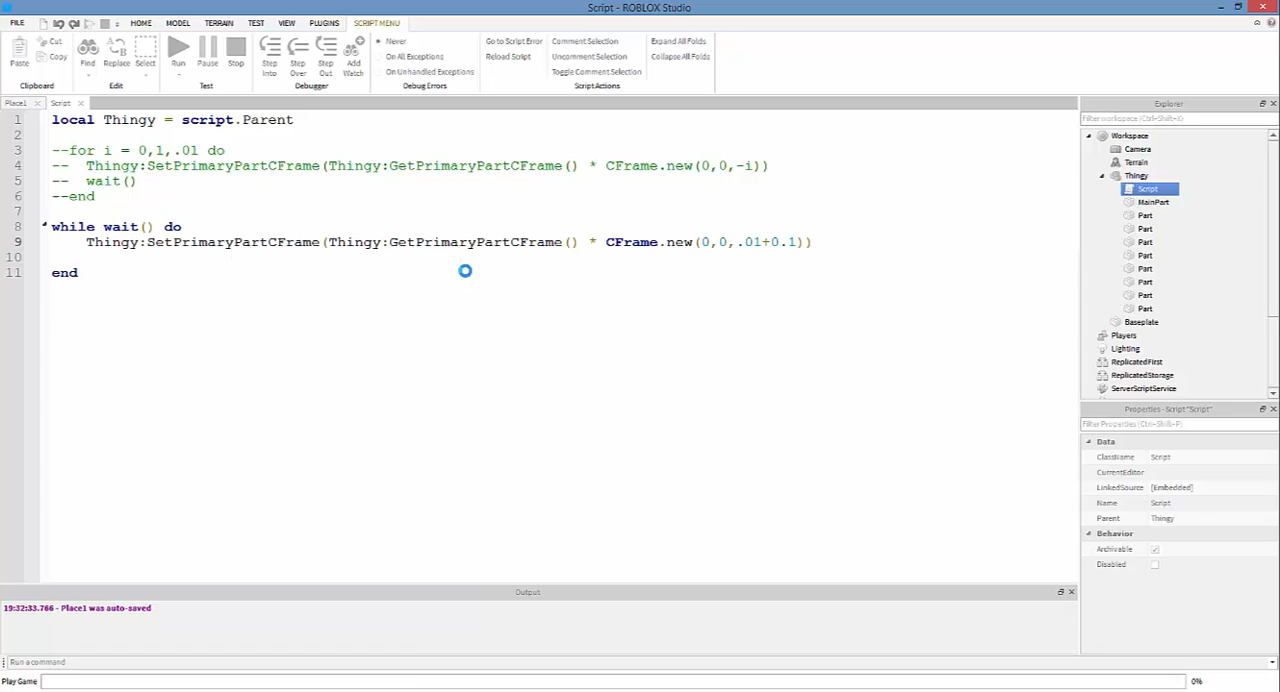 Script - ROBLOX Studio
FILE HOME MODEL TERRAIN TEST VIEW PLUGINS SCRIPT MENU
Paste Cut Copy Find Replace Select Run Pause Stop Step Into Step Over Step Out Add Watch
Never
On All Exceptions
On Unhandled Exceptions
Go to Script Error
Reload Script
Comment Selection
Uncomment Selection
Toggle Comment Selection
Expand All Folds
Collapse All Folds
Clipboard Edit Test Debugger Debug Errors Script Actions
Place1 Script
1 local Thingy = script.Parent
2
3 --for i = 0,1,.01 do
4 --  Thingy:SetPrimaryPartCFrame(Thingy:GetPrimaryPartCFrame() * CFrame.new(0,0,-i))
5 --  wait()
6 --end
7
8 while wait() do
9 Thingy:SetPrimaryPartCFrame(Thingy:GetPrimaryPartCFrame() * CFrame.new(0,0,.01+0.1))
10
11 end
Explorer
Filter workspace (Ctrl+Shift+X)
Workspace
Camera
Terrain
Thingy
Script
MainPart
Part
Part
Part
Part
Part
Part
Part
Part
Baseplate
Players
Lighting
ReplicatedFirst
ReplicatedStorage
ServerScriptService
Properties - Script "Script"
Filter Properties (Ctrl+Shift+P)
Data
ClassName Script
CurrentEditor
LinkedSource [Embedded]
Name Script
Parent Thingy
Behavior
Archivable
Disabled
Output
19:32:33.766 - Place1 was auto-saved
Run a command
Play Game 0%